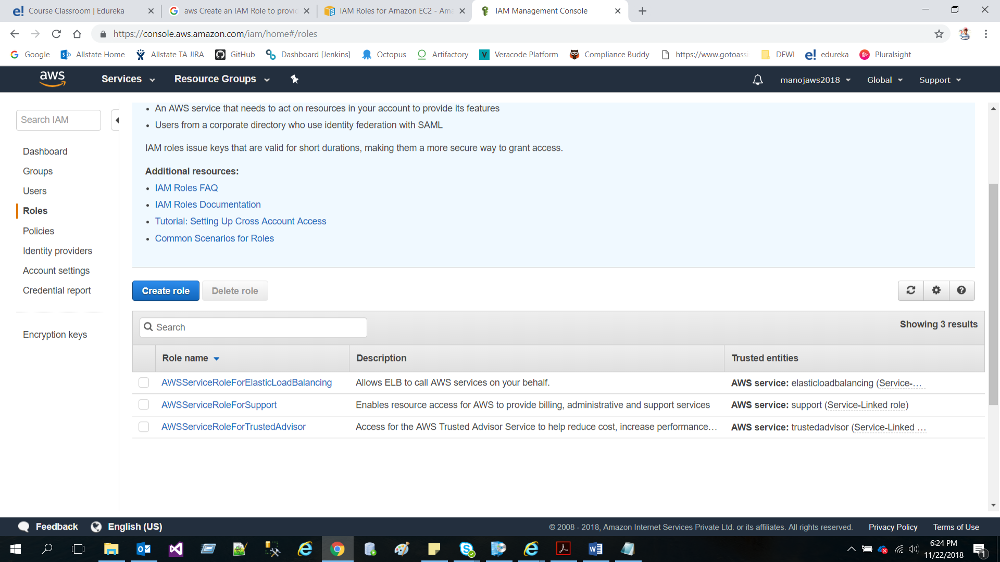 Course Classroom | Edureka
aws Create an IAM Role to provid
IAM Roles for Amazon EC2 - Ama
IAM Management Console
https://console.aws.amazon.com/iam/home#/roles
Google
Allstate Home
Allstate TA JIRA
GitHub
Dashboard [Jenkins]
Octopus
Artifactory
Veracode Platform
Compliance Buddy
https://www.gotoassi
DEWI
edureka
Pluralsight
aws
Services
Resource Groups
manojaws2018
Global
Support
Search IAM
Dashboard
Groups
Users
Roles
Policies
Identity providers
Account settings
Credential report
Encryption keys
• An AWS service that needs to act on resources in your account to provide its features
• Users from a corporate directory who use identity federation with SAML
IAM roles issue keys that are valid for short durations, making them a more secure way to grant access.
Additional resources:
• IAM Roles FAQ
• IAM Roles Documentation
• Tutorial: Setting Up Cross Account Access
• Common Scenarios for Roles
Create role
Delete role
Search
Showing 3 results
Role name
Description
Trusted entities
AWSServiceRoleForElasticLoadBalancing
Allows ELB to call AWS services on your behalf.
AWS service: elasticloadbalancing (Service-…
AWSServiceRoleForSupport
Enables resource access for AWS to provide billing, administrative and support services
AWS service: support (Service-Linked role)
AWSServiceRoleForTrustedAdvisor
Access for the AWS Trusted Advisor Service to help reduce cost, increase performance…
AWS service: trustedadvisor (Service-Linked …
Feedback
English (US)
© 2008 - 2018, Amazon Internet Services Private Ltd. or its affiliates. All rights reserved.
Privacy Policy
Terms of Use
6:24 PM
11/22/2018
1